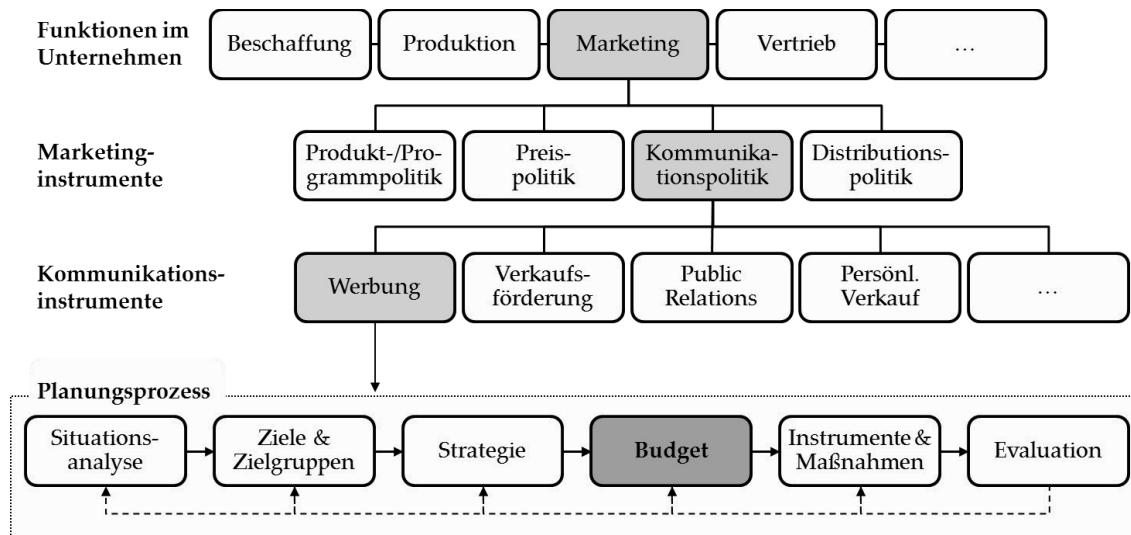 Funktionen im
Unternehmen
Beschaffung
Produktion
Marketing
Vertrieb
…
Marketing-
instrumente
Produkt-/Pro-
grammpolitik
Preis-
politik
Kommunika-
tionspolitik
Distributions-
politik
Kommunikations-
instrumente
Werbung
Verkaufs-
förderung
Public
Relations
Persönl.
Verkauf
…
Planungsprozess
Situations-
analyse
Ziele &
Zielgruppen
Strategie
Budget
Instrumente &
Maßnahmen
Evaluation